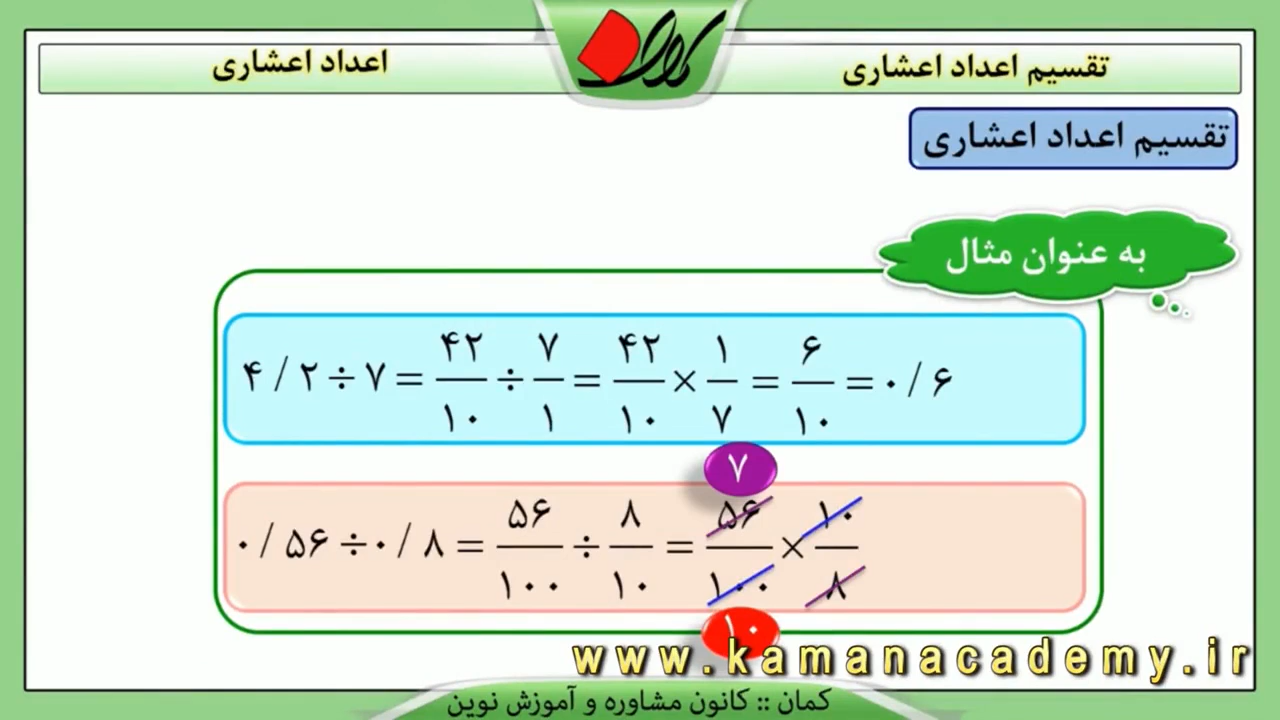 تقسیم اعداد اعشاری
اعداد اعشاری
کمان
تقسیم اعداد اعشاری
به عنوان مثال
۴/۲ ÷ ۷ = ۴۲/۱۰ ÷ ۷/۱ = ۴۲/۱۰ × ۱/۷ = ۶/۱۰ = ۰/۶
۷
۰/۵۶ ÷ ۰/۸ = ۵۶/۱۰۰ ÷ ۸/۱۰ = ۵۶/۱۰۰ × ۱۰/۸
۱۰
www.kamanacademy.ir
کمان :: کانون مشاوره و آموزش نوین